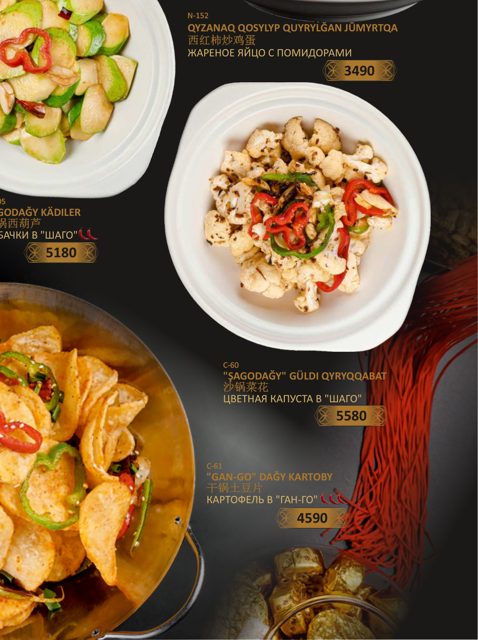 N-152
QYZANAQ QOSYLYP QUYRYLĞAN JŪMYRTQA
西红柿炒鸡蛋
ЖАРЕНОЕ ЯЙЦО С ПОМИДОРАМИ
3490
05
GODAĞY KÄDILER
锅西葫芦
БАЧКИ В "ШАГО"
5180
C-60
"ŞAGODAĞY" GÜLDI QYRYQQABAT
沙锅菜花
ЦВЕТНАЯ КАПУСТА В "ШАГО"
5580
C-61
"GAN-GO" DAĞY KARTOBY
干锅土豆片
КАРТОФЕЛЬ В "ГАН-ГО"
4590